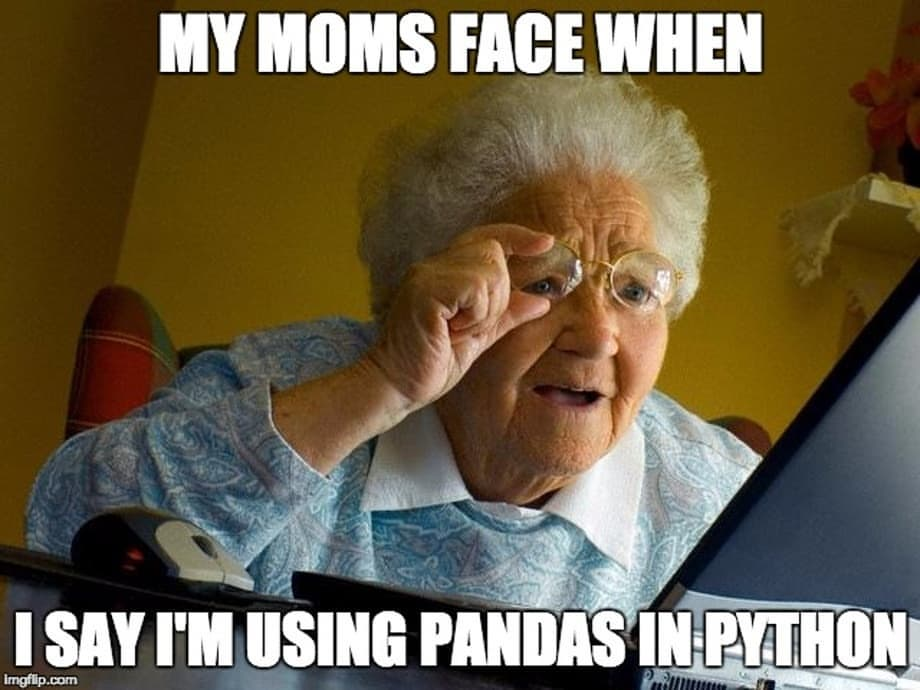 MY MOMS FACE WHEN
I SAY I'M USING PANDAS IN PYTHON
imgflip.com